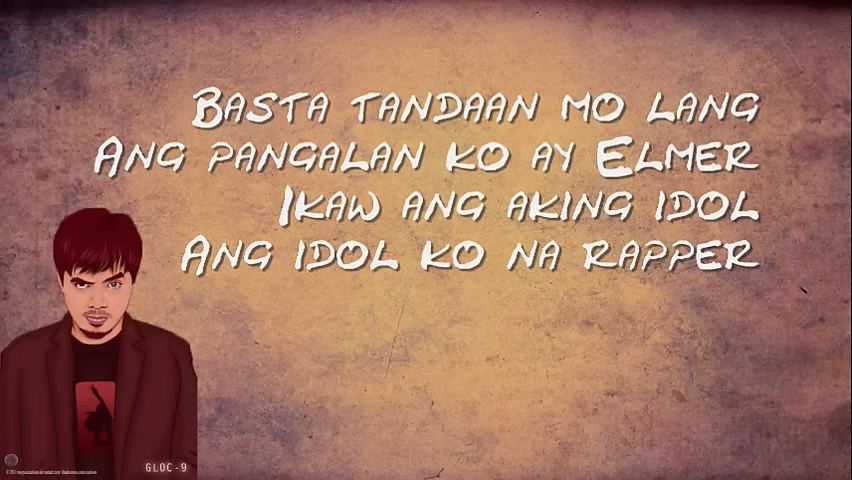 Basta tandaan mo lang
Ang pangalan ko ay Elmer
Ikaw ang aking idol
Ang idol ko na rapper
GLOC-9